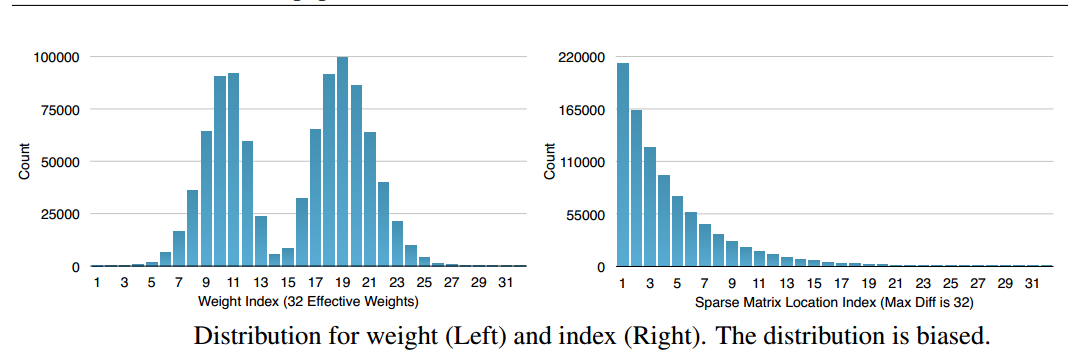 100000
75000
50000
25000
0
Count
1 3 5 7 9 11 13 15 17 19 21 23 25 27 29 31
Weight Index (32 Effective Weights)
220000
165000
110000
55000
0
Count
1 3 5 7 9 11 13 15 17 19 21 23 25 27 29 31
Sparse Matrix Location Index (Max Diff is 32)
Distribution for weight (Left) and index (Right). The distribution is biased.